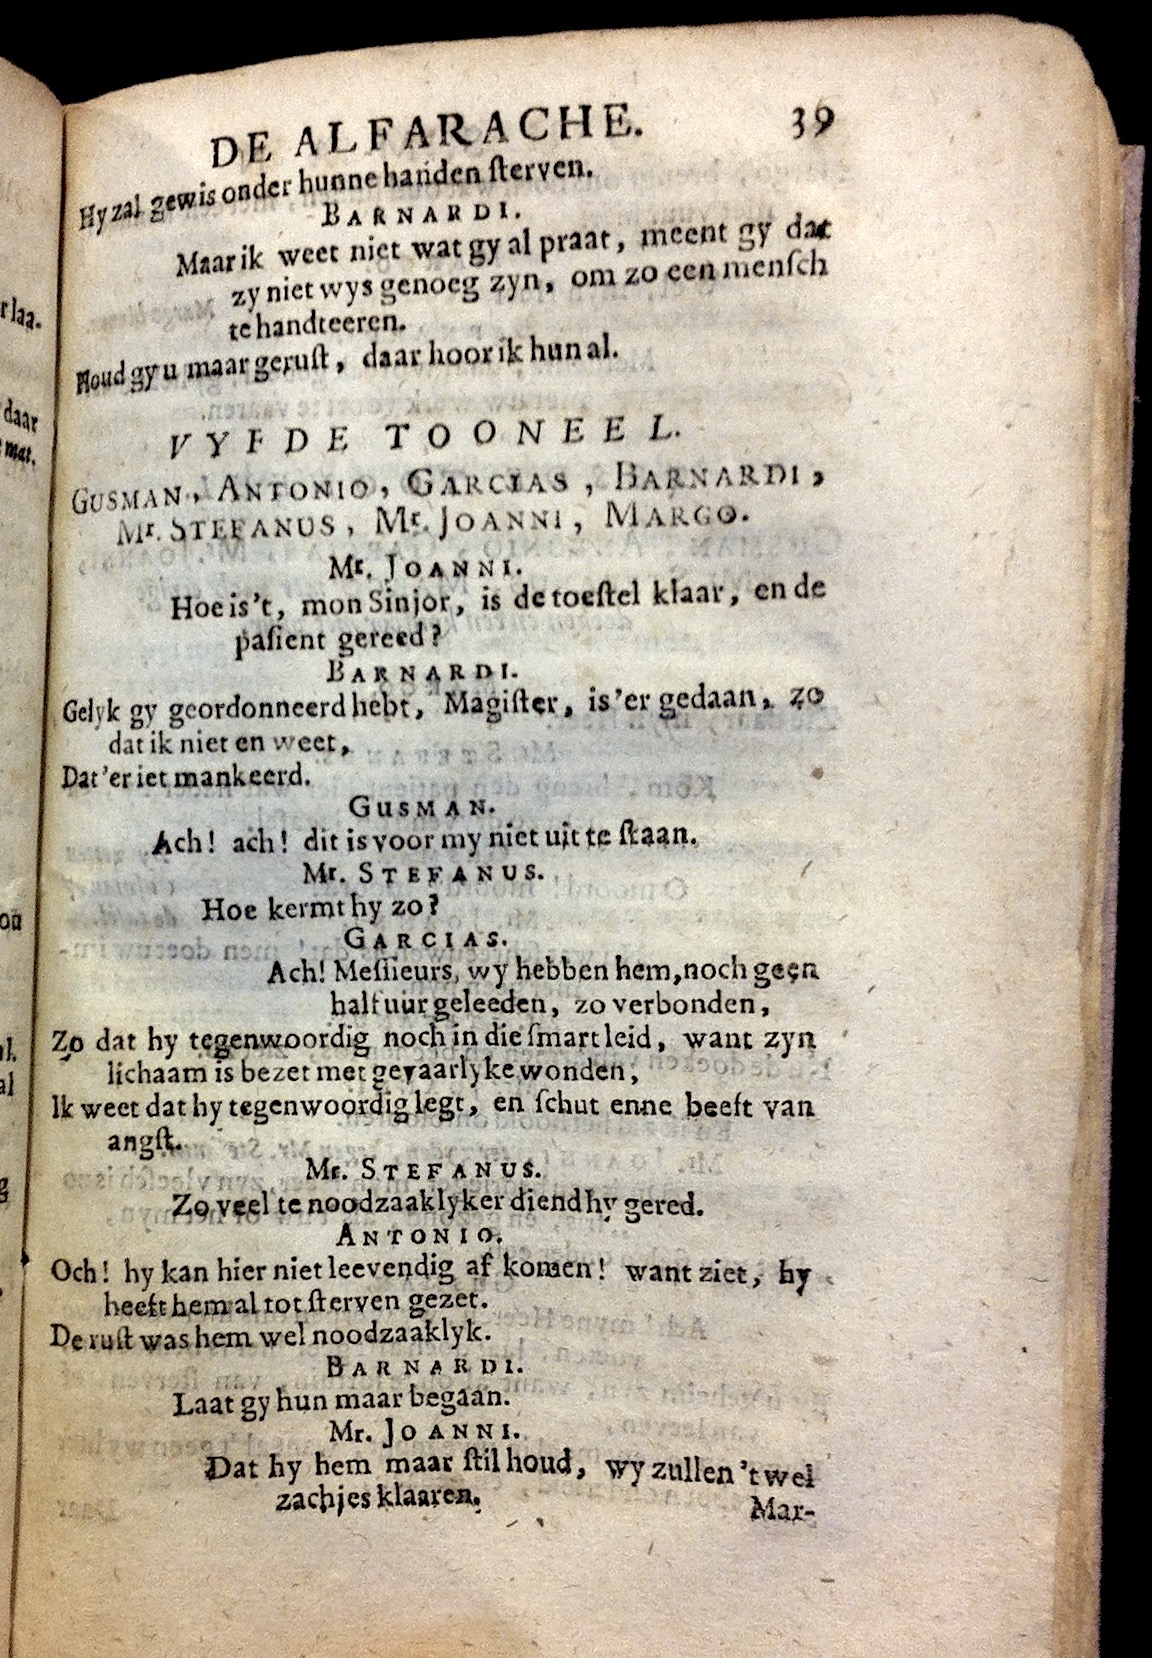 DE ALFARACHE. 39
Hy zal gewis onder hunne handen ſterven.
BARNARDI.
Maar ik weet niet wat gy al praat, meent gy dat
zy niet wys genoeg zyn, om zo een menſch
te handteeren.
Houd gy u maar geruſt, daar hoor ik hun al.
VYFDE TOONEEL.
GUSMAN, ANTONIO, GARCIAS, BARNARDI,
Mr. STEFANUS, Mr. JOANNI, MARGO.
Mr. JOANNI.
Hoe is 't, mon Sinjor, is de toeſtel klaar, en de
paſient gereed?
BARNARDI.
Gelyk gy geordonneerd hebt, Magiſter, is 'er gedaan, zo
dat ik niet en weet,
Dat 'er iet mankeerd.
GUSMAN.
Ach! ach! dit is voor my niet uit te ſtaan.
Mr. STEFANUS.
Hoe kermt hy zo?
GARCIAS.
Ach! Meſſieurs, wy hebben hem, noch geen
half uur geleeden, zo verbonden,
Zo dat hy tegenwoordig noch in die ſmart leid, want zyn
lichaam is bezet met gevaarlyke wonden,
Ik weet dat hy tegenwoordig legt, en ſchut enne beeft van
angſt.
Mr. STEFANUS.
Zo veel te noodzaaklyker diend hy gered.
ANTONIO.
Och! hy kan hier niet leevendig af komen! want ziet, hy
heeft hem al tot ſterven gezet.
De ruſt was hem wel noodzaaklyk.
BARNARDI.
Laat gy hun maar begaan.
Mr. JOANNI.
Dat hy hem maar ſtil houd, wy zullen 't wel
zachjes klaaren.
Mar-